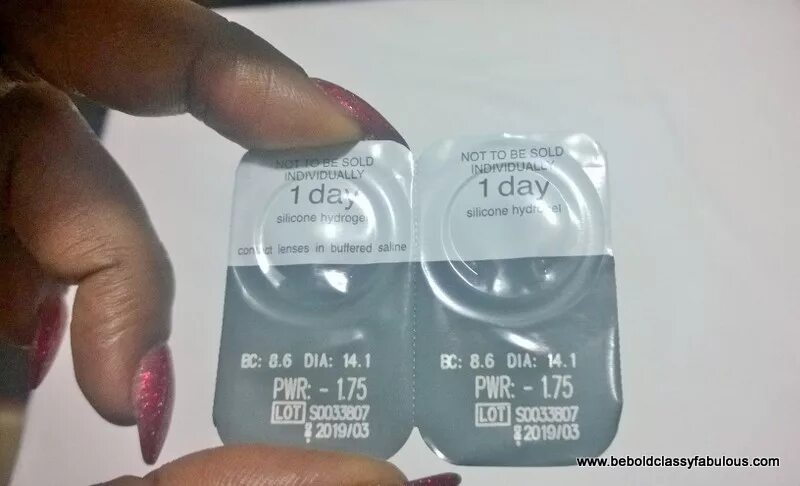 NOT TO BE SOLD
INDIVIDUALLY
1 day
silicone hydrogel
contact lenses in buffered saline
BC: 8.6 DIA: 14.1
PWR: - 1.75
LOT S0033807
2019/03
NOT TO BE SOLD
INDIVIDUALLY
1 day
silicone hydrogel
BC: 8.6 DIA: 14.1
PWR: - 1.75
LOT S0033807
2019/03
www.beboldclassyfabulous.com